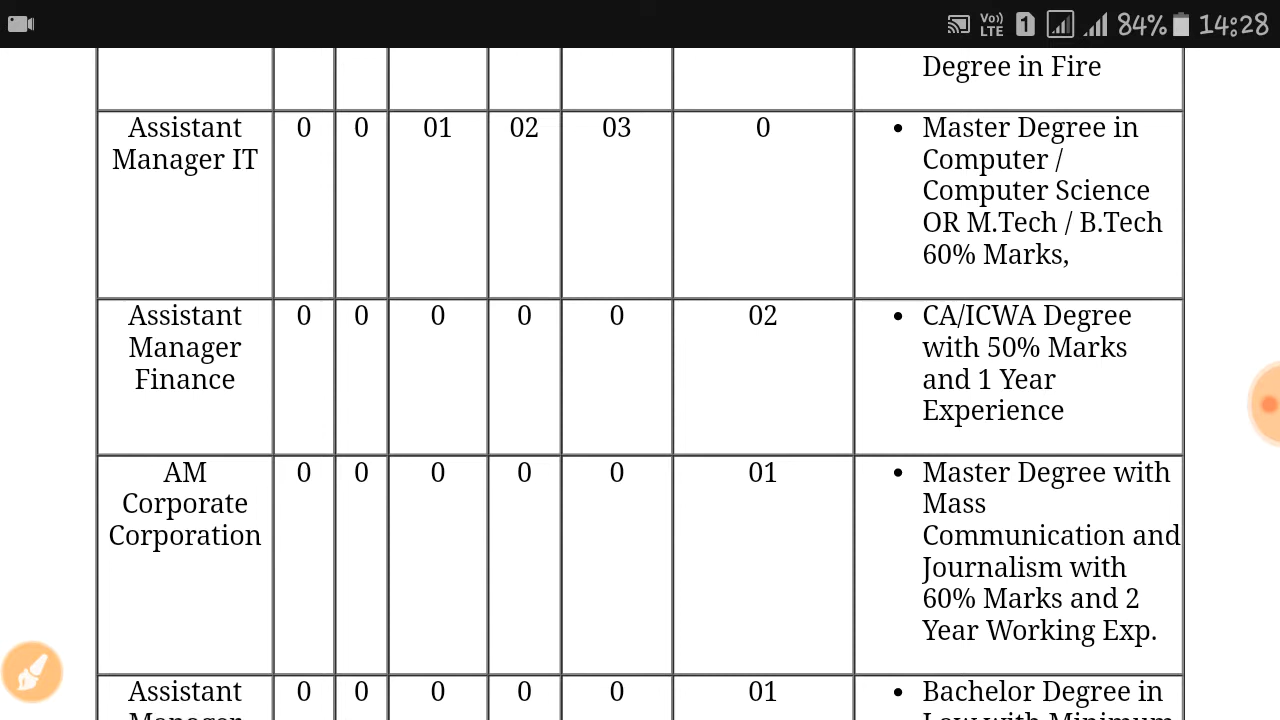 Vo)) LTE 1 84% 14:28
Degree in Fire
Assistant Manager IT 0 0 01 02 03 0 • Master Degree in
Computer /
Computer Science
OR M.Tech / B.Tech
60% Marks,
Assistant Manager Finance 0 0 0 0 0 02 • CA/ICWA Degree
with 50% Marks
and 1 Year
Experience
AM Corporate Corporation 0 0 0 0 0 01 • Master Degree with
Mass
Communication and
Journalism with
60% Marks and 2
Year Working Exp.
Assistant Manager 0 0 0 0 0 01 • Bachelor Degree in
Law with Minimum